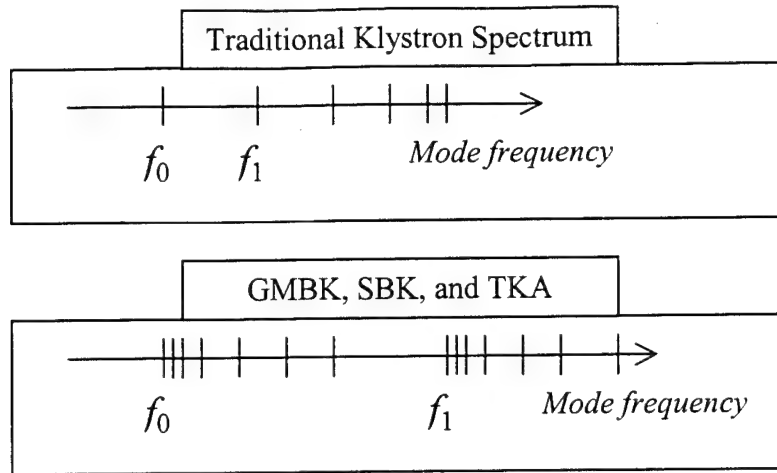 Traditional Klystron Spectrum
f0 f1 Mode frequency
GMBK, SBK, and TKA
f0 f1 Mode frequency